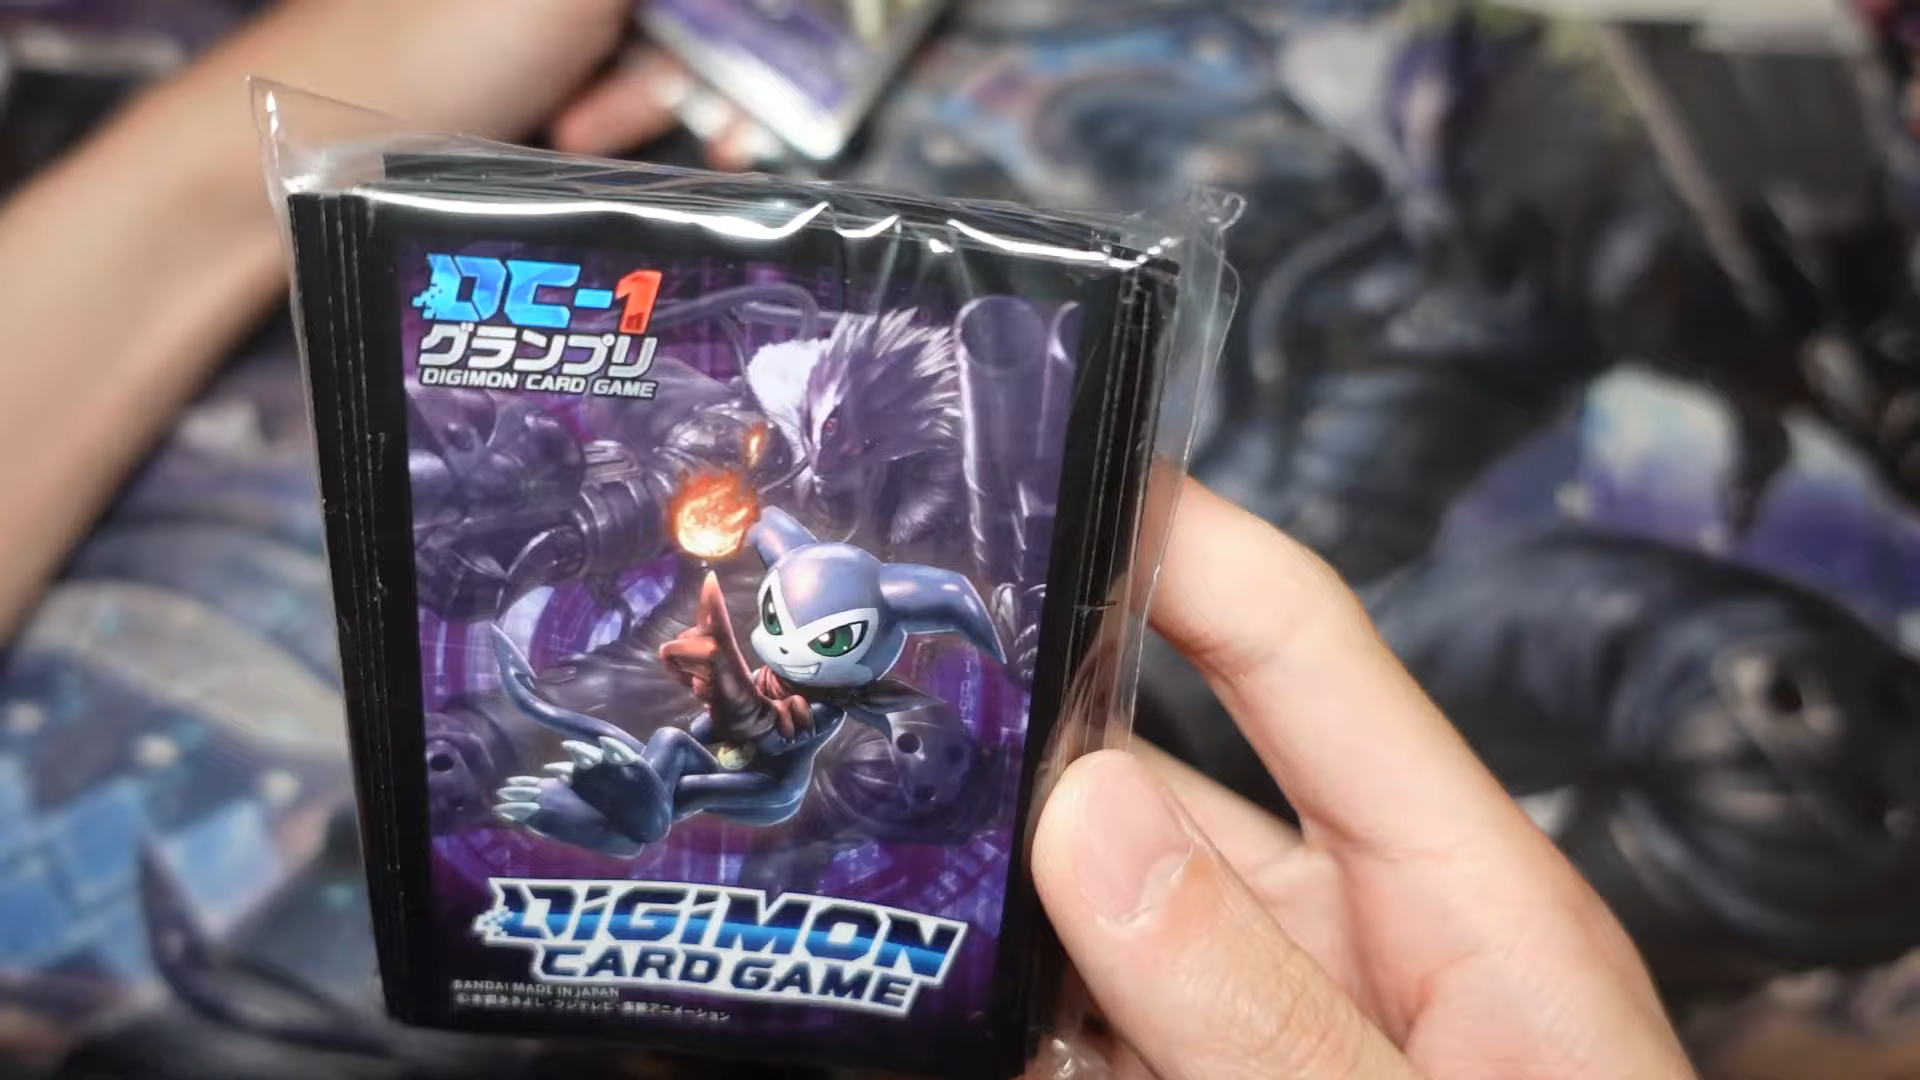 DC-1
グランプリ
DIGIMON CARD GAME
DIGIMON
CARD GAME
BANDAI MADE IN JAPAN
©本郷あきよし・フジテレビ・東映アニメーション